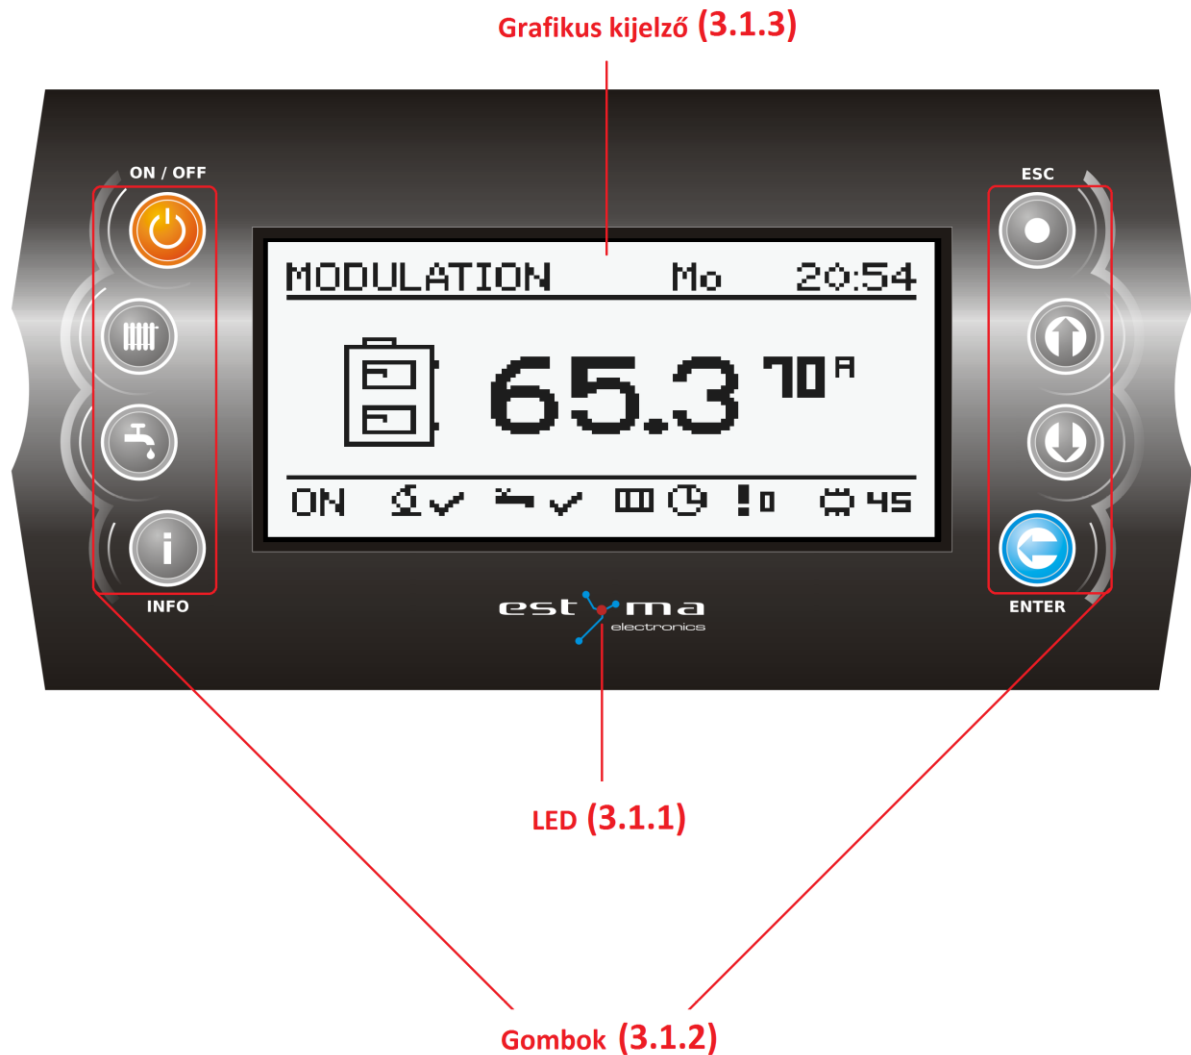 Grafikus kijelző (3.1.3)
ON / OFF
ESC
MODULATION Mo 20:54
65.3 70 A
ON ! 0 45
INFO
ENTER
estyma
electronics
LED (3.1.1)
Gombok (3.1.2)